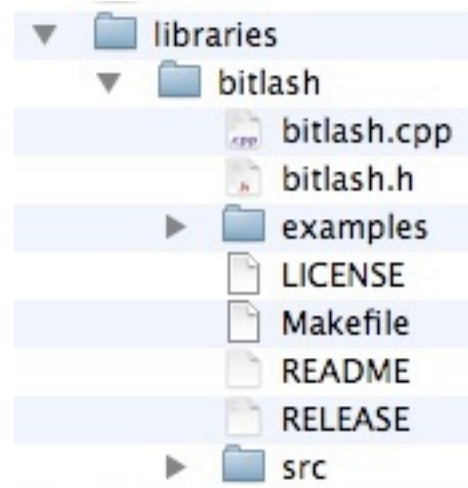 libraries
bitlash
bitlash.cpp
bitlash.h
examples
LICENSE
Makefile
README
RELEASE
src